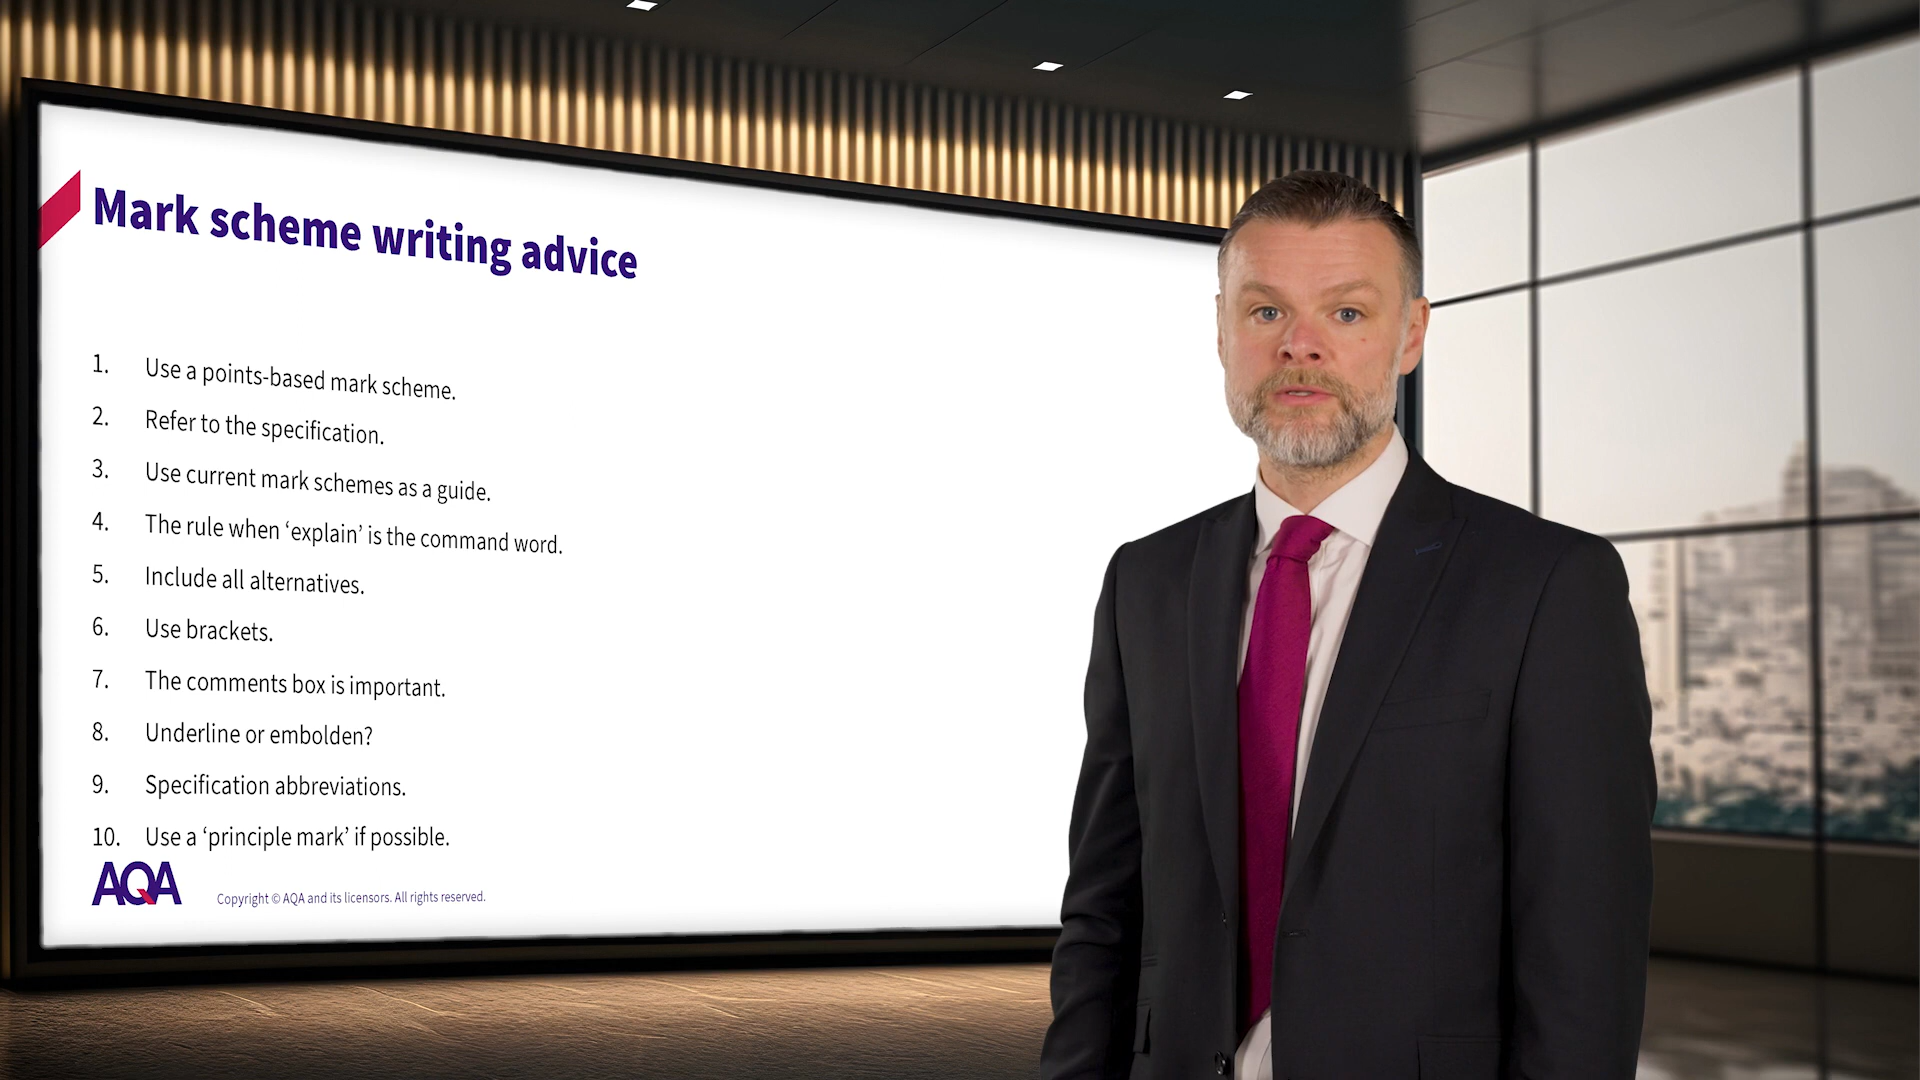 Mark scheme writing advice
1. Use a points-based mark scheme.
2. Refer to the specification.
3. Use current mark schemes as a guide.
4. The rule when ‘explain’ is the command word.
5. Include all alternatives.
6. Use brackets.
7. The comments box is important.
8. Underline or embolden?
9. Specification abbreviations.
10. Use a ‘principle mark’ if possible.
AQA
Copyright © AQA and its licensors. All rights reserved.